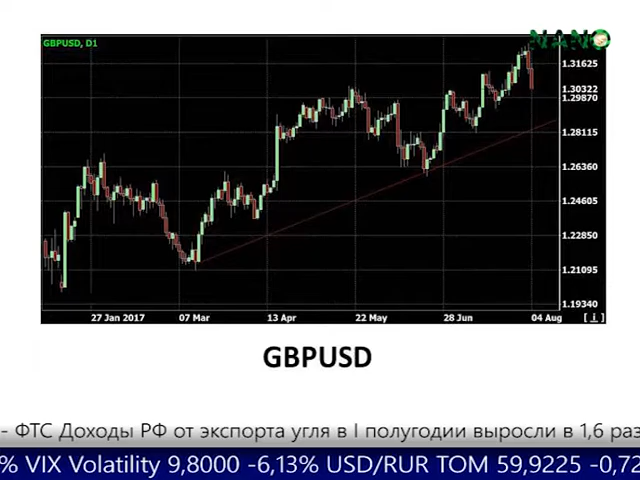 NANO
GBPUSD, D1
1.31625
1.30322
1.29870
1.28115
1.26360
1.24605
1.22850
1.21095
1.19340
27 Jan 2017 07 Mar 13 Apr 22 May 28 Jun 04 Aug [ i ]
GBPUSD
- ФТС Доходы РФ от экспорта угля в I полугодии выросли в 1,6 раз
% VIX Volatility 9,8000 -6,13% USD/RUR TOM 59,9225 -0,72